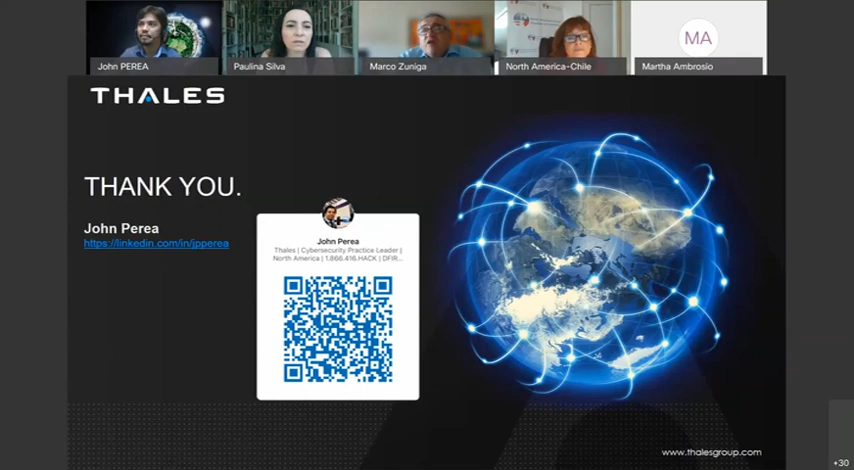 John PEREA
Paulina Silva
Marco Zuniga
North America-Chile
MA
Martha Ambrosio
THALES
THANK YOU.
John Perea
https://linkedin.com/in/jpperea
John Perea
Thales | Cybersecurity Practice Leader |
North America | 1.866.416.HACK | DFIR...
www.thalesgroup.com
+30